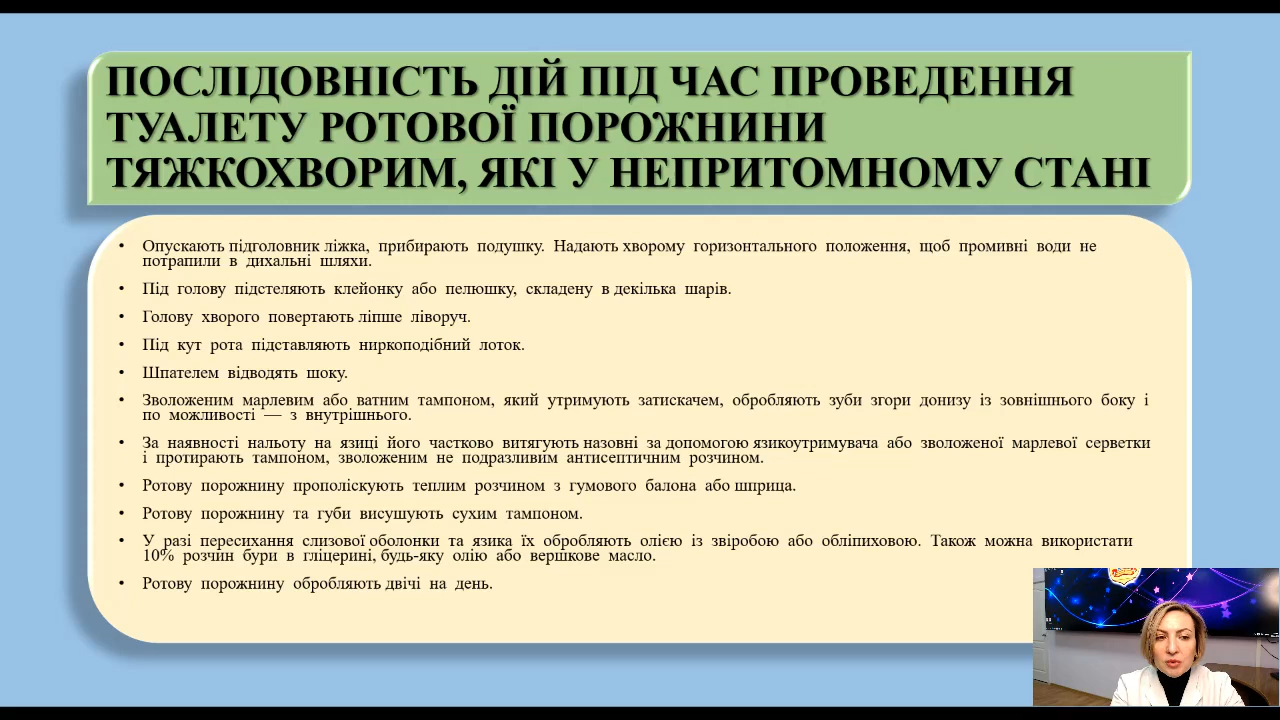 ПОСЛІДОВНІСТЬ ДІЙ ПІД ЧАС ПРОВЕДЕННЯ
ТУАЛЕТУ РОТОВОЇ ПОРОЖНИНИ
ТЯЖКОХВОРИМ, ЯКІ У НЕПРИТОМНОМУ СТАНІ
• Опускають підголовник ліжка, прибирають подушку. Надають хворому горизонтального положення, щоб промивні води не
потрапили в дихальні шляхи.
• Під голову підстеляють клейонку або пелюшку, складену в декілька шарів.
• Голову хворого повертають ліпше ліворуч.
• Під кут рота підставляють ниркоподібний лоток.
• Шпателем відводять шоку.
• Зволоженим марлевим або ватним тампоном, який утримують затискачем, обробляють зуби згори донизу із зовнішнього боку і
по можливості — з внутрішнього.
• За наявності нальоту на язиці його частково витягують назовні за допомогою язикоутримувача або зволоженої марлевої серветки
і протирають тампоном, зволоженим не подразливим антисептичним розчином.
• Ротову порожнину прополіскують теплим розчином з гумового балона або шприца.
• Ротову порожнину та губи висушують сухим тампоном.
• У разі пересихання слизової оболонки та язика їх обробляють олією із звіробою або обліпиховою. Також можна використати
10% розчин бури в гліцерині, будь-яку олію або вершкове масло.
• Ротову порожнину обробляють двічі на день.